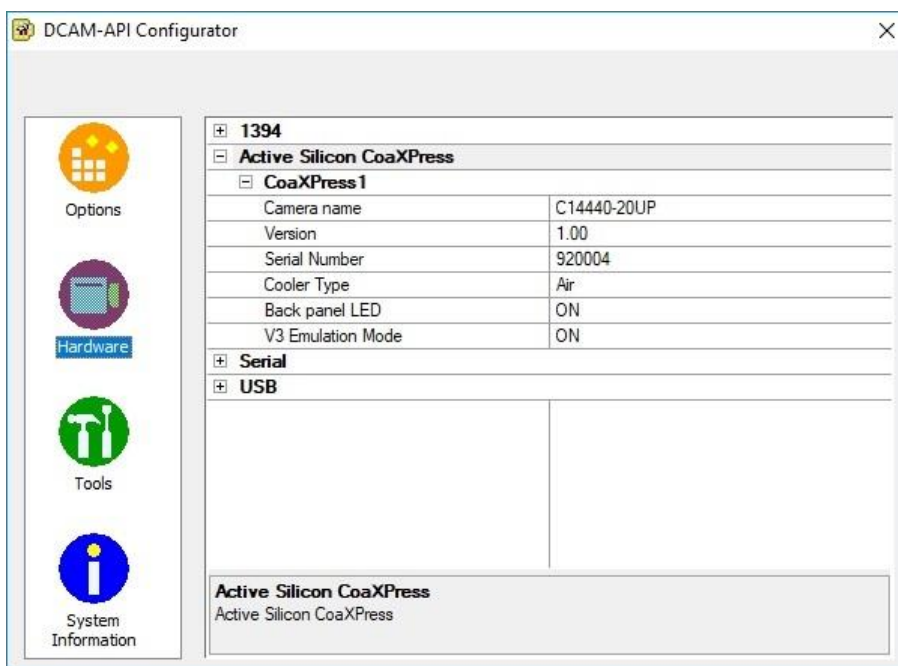 DCAM-API Configurator
Options
Hardware
Tools
System
Information
1394
Active Silicon CoaXPress
CoaXPress1
Camera name C14440-20UP
Version 1.00
Serial Number 920004
Cooler Type Air
Back panel LED ON
V3 Emulation Mode ON
Serial
USB
Active Silicon CoaXPress
Active Silicon CoaXPress